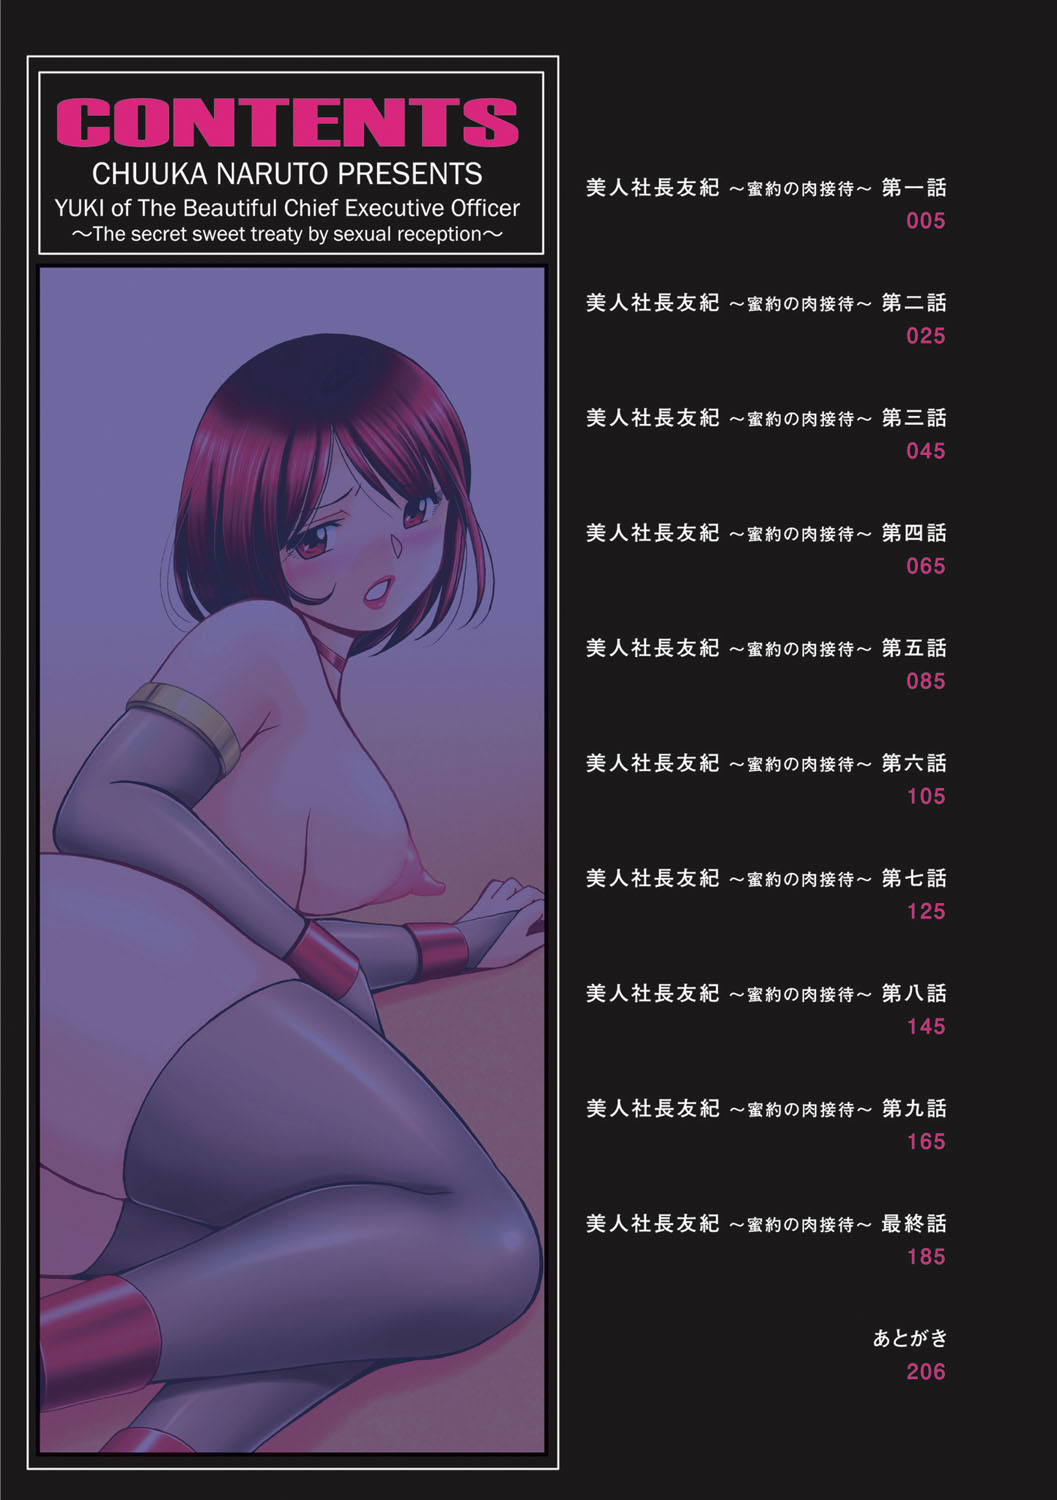 CONTENTS
CHUUKA NARUTO PRESENTS
YUKI of The Beautiful Chief Executive Officer
～The secret sweet treaty by sexual reception～
美人社長友紀 ～蜜約の肉接待～ 第一話
005
美人社長友紀 ～蜜約の肉接待～ 第二話
025
美人社長友紀 ～蜜約の肉接待～ 第三話
045
美人社長友紀 ～蜜約の肉接待～ 第四話
065
美人社長友紀 ～蜜約の肉接待～ 第五話
085
美人社長友紀 ～蜜約の肉接待～ 第六話
105
美人社長友紀 ～蜜約の肉接待～ 第七話
125
美人社長友紀 ～蜜約の肉接待～ 第八話
145
美人社長友紀 ～蜜約の肉接待～ 第九話
165
美人社長友紀 ～蜜約の肉接待～ 最終話
185
あとがき
206